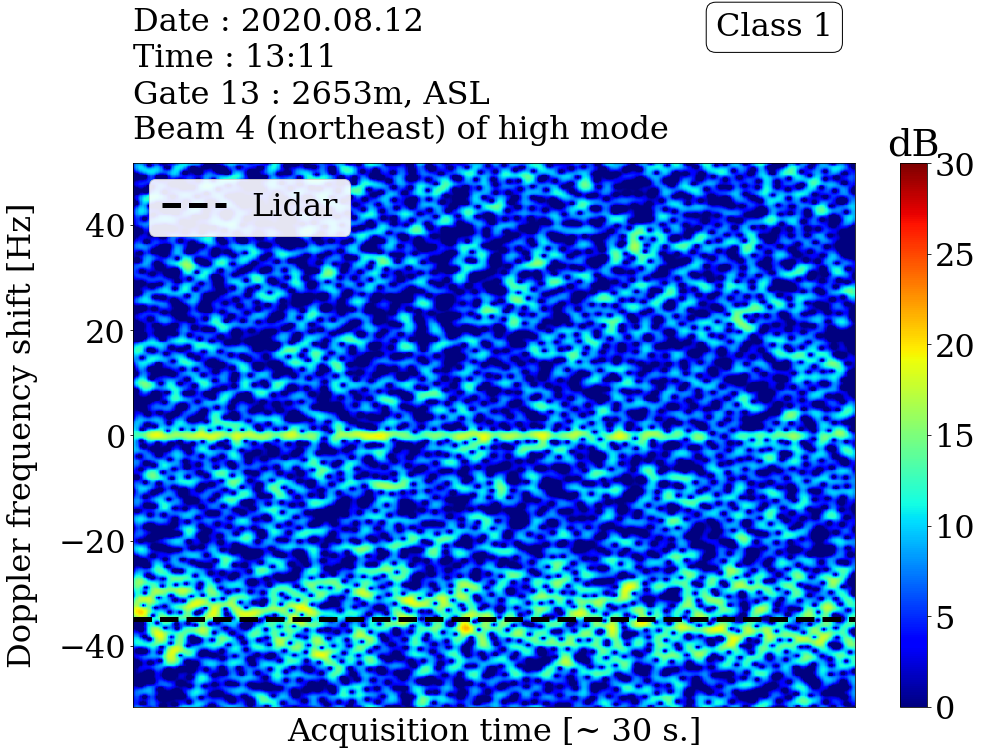 Date : 2020.08.12
Time : 13:11
Gate 13 : 2653m, ASL
Beam 4 (northeast) of high mode
Class 1
dB
Lidar
Doppler frequency shift [Hz]
40
20
0
−20
−40
Acquisition time [~ 30 s.]
30
25
20
15
10
5
0